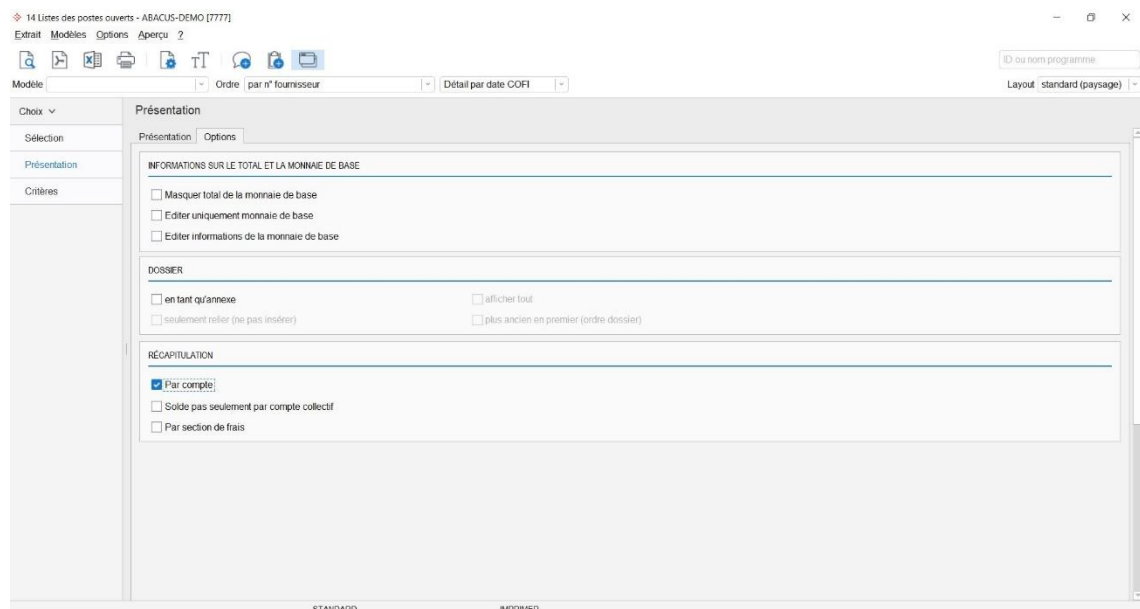 14 Listes des postes ouverts - ABACUS-DEMO [7777]
Extrait Modèles Options Aperçu ?
ID ou nom programme
Modèle Ordre par n° fournisseur Détail par date COFI Layout standard (paysage)
Choix Présentation
Sélection Présentation Options
Présentation INFORMATIONS SUR LE TOTAL ET LA MONNAIE DE BASE
Critères Masquer total de la monnaie de base
Editer uniquement monnaie de base
Editer informations de la monnaie de base
DOSSIER
en tant qu'annexe afficher tout
seulement relier (ne pas insérer) plus ancien en premier (ordre dossier)
RÉCAPITULATION
Par compte
Solde pas seulement par compte collectif
Par section de frais
STANDARD IMPRIMER